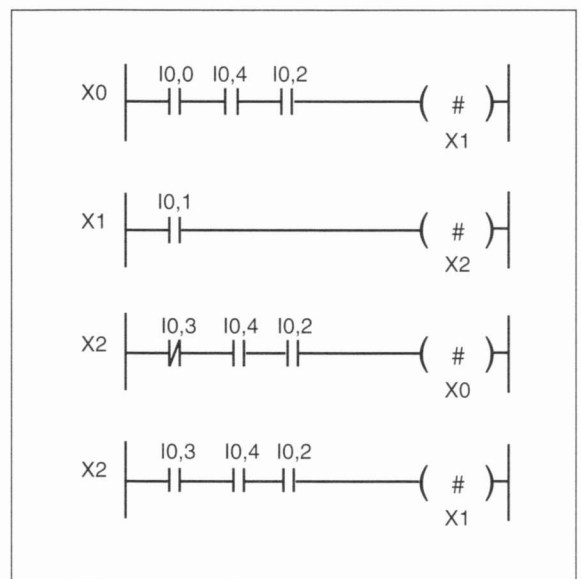 I0,0 I0,4 I0,2
X0 ( # )
X1
I0,1
X1 ( # )
X2
I0,3 I0,4 I0,2
X2 ( # )
X0
I0,3 I0,4 I0,2
X2 ( # )
X1